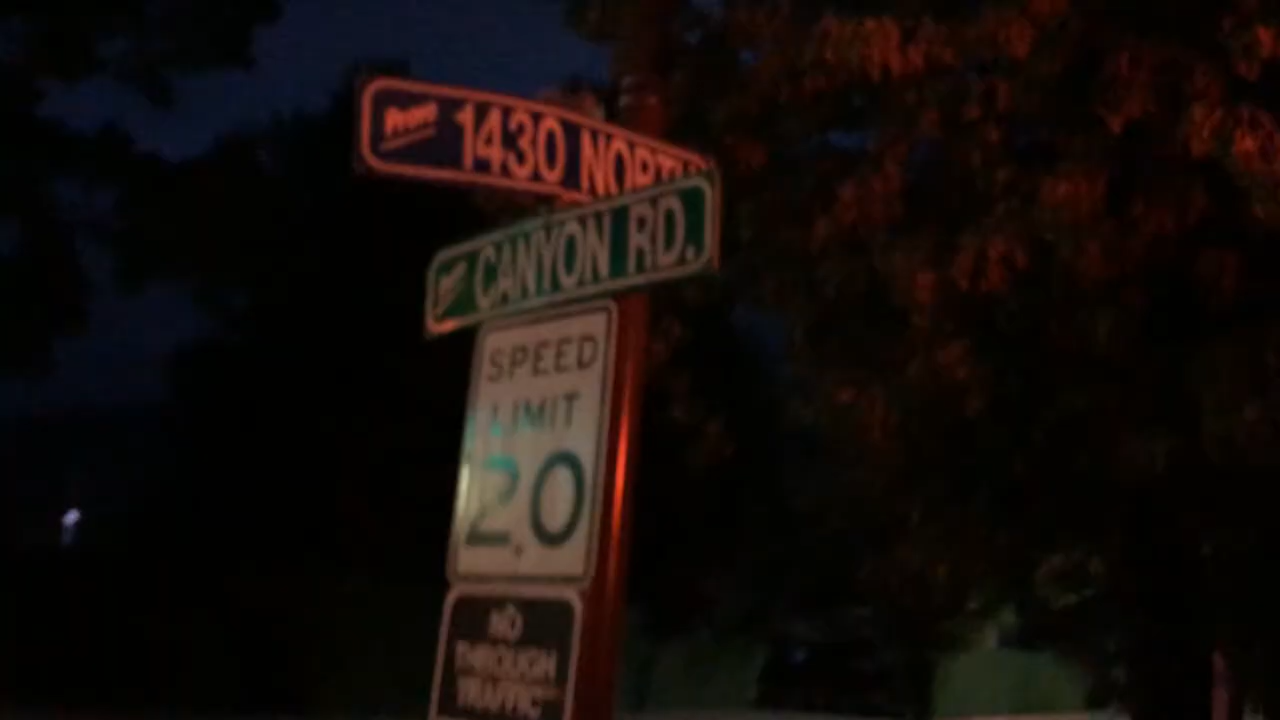 Provo
1430 NORTH
CANYON RD.
SPEED
LIMIT
20
NO
THROUGH
TRAFFIC